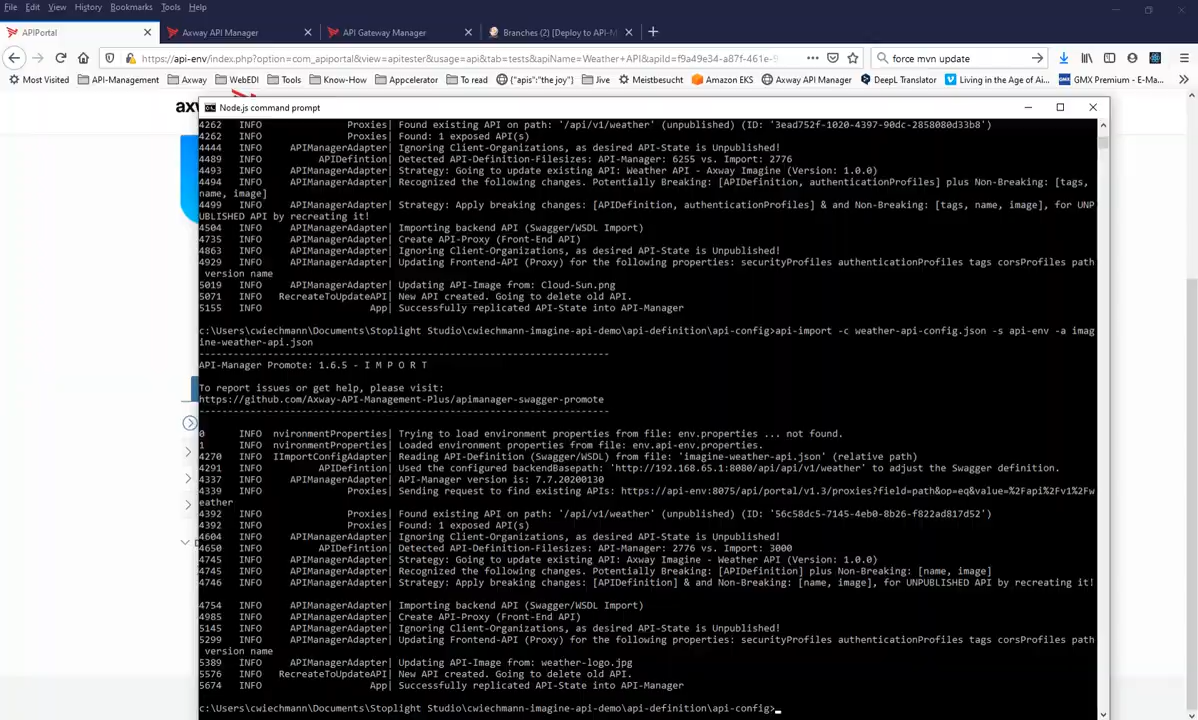 File Edit View History Bookmarks Tools Help
APIPortal
Axway API Manager
API Gateway Manager
Branches (2) [Deploy to API-M
https://api-env/index.php?option=com_apiportal&view=apitester&usage=api&tab=tests&apiName=Weather+API&apiId=f9a49e34-a87f-461e-9
force mvn update
Most Visited API-Management Axway WebEDI Tools Know-How Appcelerator To read {"apis":"the joy"} Jive Meistbesucht Amazon EKS Axway API Manager DeepL Translator Living in the Age of Ai... GMX Premium - E-Ma...
axw
Node.js command prompt
4262 INFO Proxies| Found existing API on path: '/api/v1/weather' (unpublished) (ID: '3ead752f-1020-4397-90dc-2858080d33b8')
4262 INFO Proxies| Found: 1 exposed API(s)
4444 INFO APIManagerAdapter| Ignoring Client-Organizations, as desired API-State is Unpublished!
4489 INFO APIDefintion| Detected API-Definition-Filesizes: API-Manager: 6255 vs. Import: 2776
4493 INFO APIManagerAdapter| Strategy: Going to update existing API: Weather API - Axway Imagine (Version: 1.0.0)
4494 INFO APIManagerAdapter| Recognized the following changes. Potentially Breaking: [APIDefinition, authenticationProfiles] plus Non-Breaking: [tags,
name, image]
4499 INFO APIManagerAdapter| Strategy: Apply breaking changes: [APIDefinition, authenticationProfiles] & and Non-Breaking: [tags, name, image], for UNP
UBLISHED API by recreating it!
4504 INFO APIManagerAdapter| Importing backend API (Swagger/WSDL Import)
4735 INFO APIManagerAdapter| Create API-Proxy (Front-End API)
4863 INFO APIManagerAdapter| Ignoring Client-Organizations, as desired API-State is Unpublished!
4929 INFO APIManagerAdapter| Updating Frontend-API (Proxy) for the following properties: securityProfiles authenticationProfiles tags corsProfiles path
version name
5019 INFO APIManagerAdapter| Updating API-Image from: Cloud-Sun.png
5071 INFO RecreateToUpdateAPI| New API created. Going to delete old API.
5155 INFO App| Successfully replicated API-State into API-Manager
c:\Users\cwiechmann\Documents\Stoplight Studio\cwiechmann-imagine-api-demo\api-definition\api-config>api-import -c weather-api-config.json -s api-env -a imag
ine-weather-api.json
----------------------------------------------------------------------
API-Manager Promote: 1.6.5 - I M P O R T
To report issues or get help, please visit:
https://github.com/Axway-API-Management-Plus/apimanager-swagger-promote
----------------------------------------------------------------------
0 INFO nvironmentProperties| Trying to load environment properties from file: env.properties ... not found.
1 INFO nvironmentProperties| Loaded environment properties from file: env.api-env.properties.
4270 INFO IImportConfigAdapter| Reading API-Definition (Swagger/WSDL) from file: 'imagine-weather-api.json' (relative path)
4291 INFO APIDefintion| Used the configured backendBasepath: 'http://192.168.65.1:8080/api/api/v1/weather' to adjust the Swagger definition.
4337 INFO APIManagerAdapter| API-Manager version is: 7.7.20200130
4339 INFO Proxies| Sending request to find existing APIs: https://api-env:8075/api/portal/v1.3/proxies?field=path&op=eq&value=%2Fapi%2Fv1%2Fw
eather
4392 INFO Proxies| Found existing API on path: '/api/v1/weather' (unpublished) (ID: '56c58dc5-7145-4eb0-8b26-f822ad817d52')
4392 INFO Proxies| Found: 1 exposed API(s)
4604 INFO APIManagerAdapter| Ignoring Client-Organizations, as desired API-State is Unpublished!
4650 INFO APIDefintion| Detected API-Definition-Filesizes: API-Manager: 2776 vs. Import: 3000
4745 INFO APIManagerAdapter| Strategy: Going to update existing API: Axway Imagine - Weather API (Version: 1.0.0)
4745 INFO APIManagerAdapter| Recognized the following changes. Potentially Breaking: [APIDefinition] plus Non-Breaking: [name, image]
4746 INFO APIManagerAdapter| Strategy: Apply breaking changes: [APIDefinition] & and Non-Breaking: [name, image], for UNPUBLISHED API by recreating it!
4754 INFO APIManagerAdapter| Importing backend API (Swagger/WSDL Import)
4985 INFO APIManagerAdapter| Create API-Proxy (Front-End API)
5145 INFO APIManagerAdapter| Ignoring Client-Organizations, as desired API-State is Unpublished!
5299 INFO APIManagerAdapter| Updating Frontend-API (Proxy) for the following properties: securityProfiles authenticationProfiles tags corsProfiles path
version name
5389 INFO APIManagerAdapter| Updating API-Image from: weather-logo.jpg
5576 INFO RecreateToUpdateAPI| New API created. Going to delete old API.
5674 INFO App| Successfully replicated API-State into API-Manager
c:\Users\cwiechmann\Documents\Stoplight Studio\cwiechmann-imagine-api-demo\api-definition\api-config>